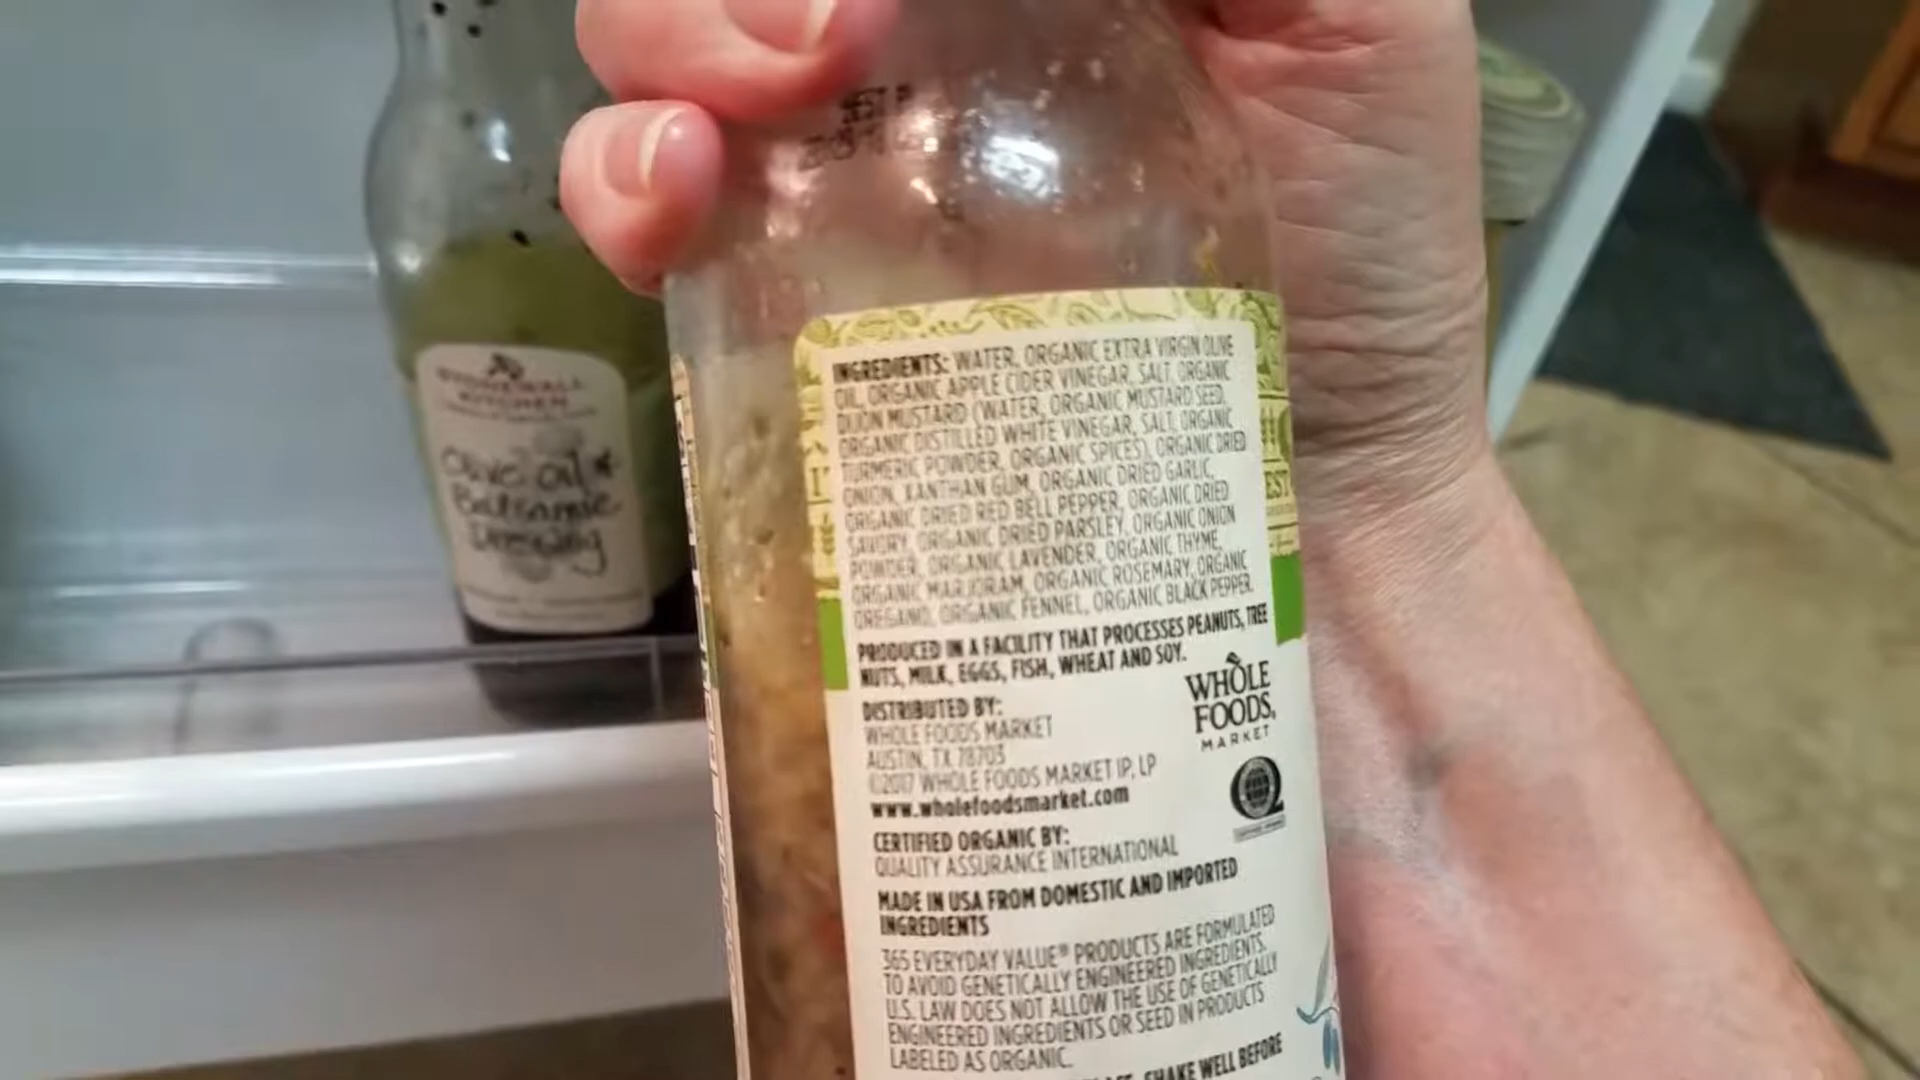 STONEWALL
KITCHEN
Olive Oil &
Balsamic
Dressing
INGREDIENTS: WATER, ORGANIC EXTRA VIRGIN OLIVE
OIL, ORGANIC APPLE CIDER VINEGAR, SALT, ORGANIC
DIJON MUSTARD (WATER, ORGANIC MUSTARD SEED,
ORGANIC DISTILLED WHITE VINEGAR, SALT, ORGANIC
TURMERIC POWDER, ORGANIC SPICES), ORGANIC DRIED
ONION, XANTHAN GUM, ORGANIC DRIED GARLIC,
ORGANIC DRIED RED BELL PEPPER, ORGANIC DRIED
SAVORY, ORGANIC DRIED PARSLEY, ORGANIC ONION
POWDER, ORGANIC LAVENDER, ORGANIC THYME,
ORGANIC MARJORAM, ORGANIC ROSEMARY, ORGANIC
OREGANO, ORGANIC FENNEL, ORGANIC BLACK PEPPER.
PRODUCED IN A FACILITY THAT PROCESSES PEANUTS, TREE
NUTS, MILK, EGGS, FISH, WHEAT AND SOY.
DISTRIBUTED BY:
WHOLE FOODS MARKET
AUSTIN, TX 78703
©2017 WHOLE FOODS MARKET IP, LP
www.wholefoodsmarket.com
WHOLE
FOODS
MARKET
CERTIFIED ORGANIC BY:
QUALITY ASSURANCE INTERNATIONAL
MADE IN USA FROM DOMESTIC AND IMPORTED
INGREDIENTS
365 EVERYDAY VALUE® PRODUCTS ARE FORMULATED
TO AVOID GENETICALLY ENGINEERED INGREDIENTS.
U.S. LAW DOES NOT ALLOW THE USE OF GENETICALLY
ENGINEERED INGREDIENTS OR SEED IN PRODUCTS
LABELED AS ORGANIC.
SHAKE WELL BEFORE